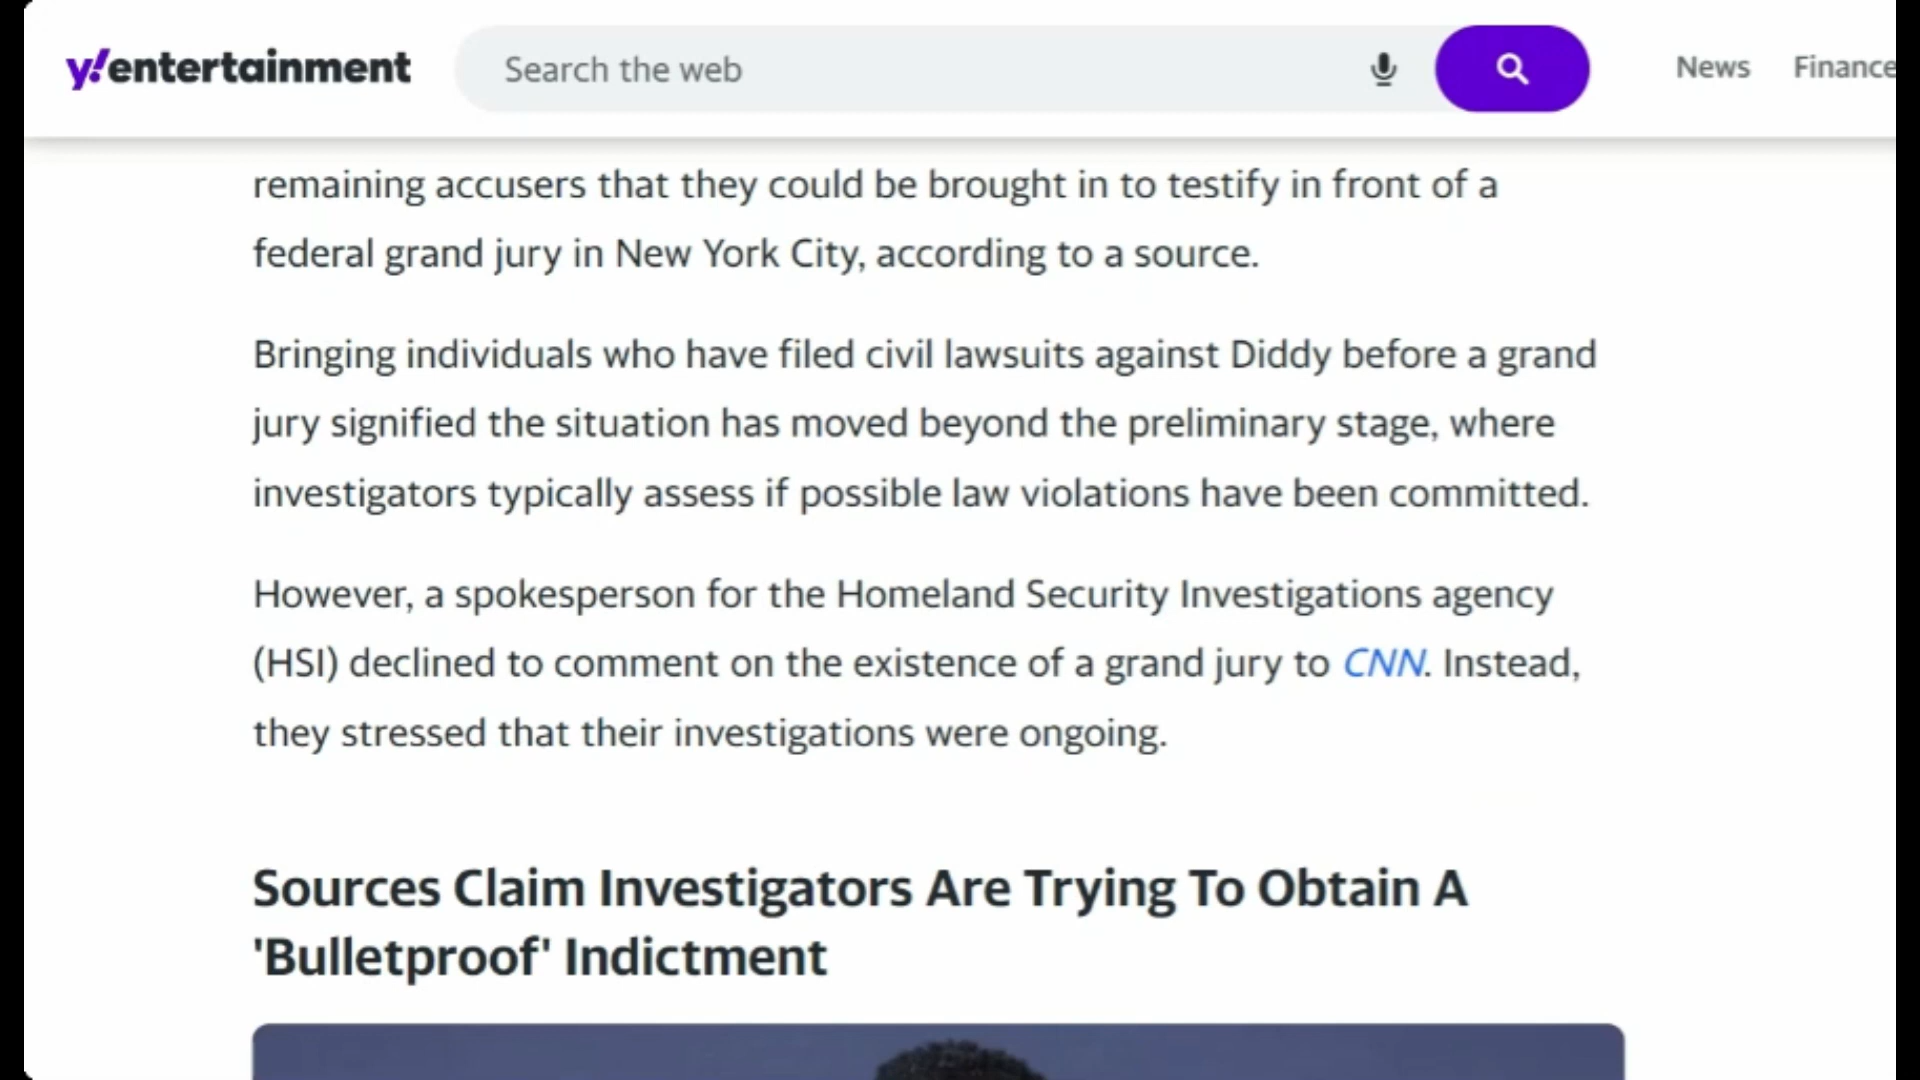 y!entertainment
Search the web
News Finance
remaining accusers that they could be brought in to testify in front of a
federal grand jury in New York City, according to a source.
Bringing individuals who have filed civil lawsuits against Diddy before a grand
jury signified the situation has moved beyond the preliminary stage, where
investigators typically assess if possible law violations have been committed.
However, a spokesperson for the Homeland Security Investigations agency
(HSI) declined to comment on the existence of a grand jury to CNN. Instead,
they stressed that their investigations were ongoing.
Sources Claim Investigators Are Trying To Obtain A
'Bulletproof' Indictment